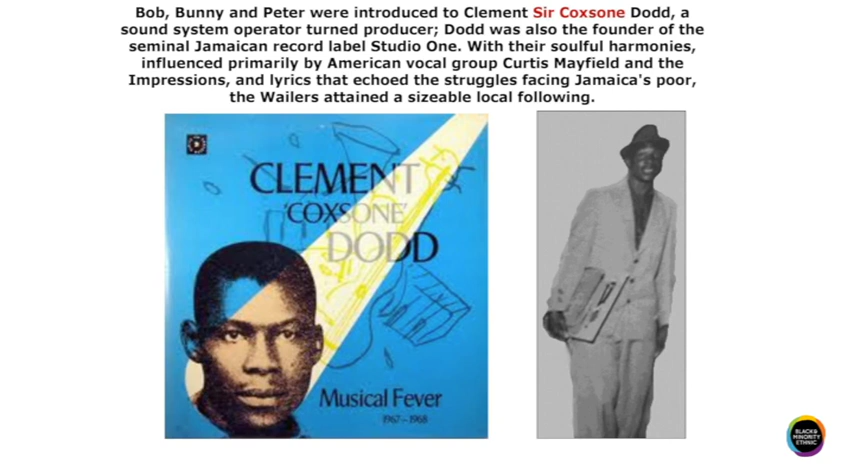 Bob, Bunny and Peter were introduced to Clement Sir Coxsone Dodd, a
sound system operator turned producer; Dodd was also the founder of the
seminal Jamaican record label Studio One. With their soulful harmonies,
influenced primarily by American vocal group Curtis Mayfield and the
Impressions, and lyrics that echoed the struggles facing Jamaica's poor,
the Wailers attained a sizeable local following.
CLEMENT
'COXSONE'
DODD
Musical Fever
1967-1968
BLACK&
MINORITY
ETHNIC